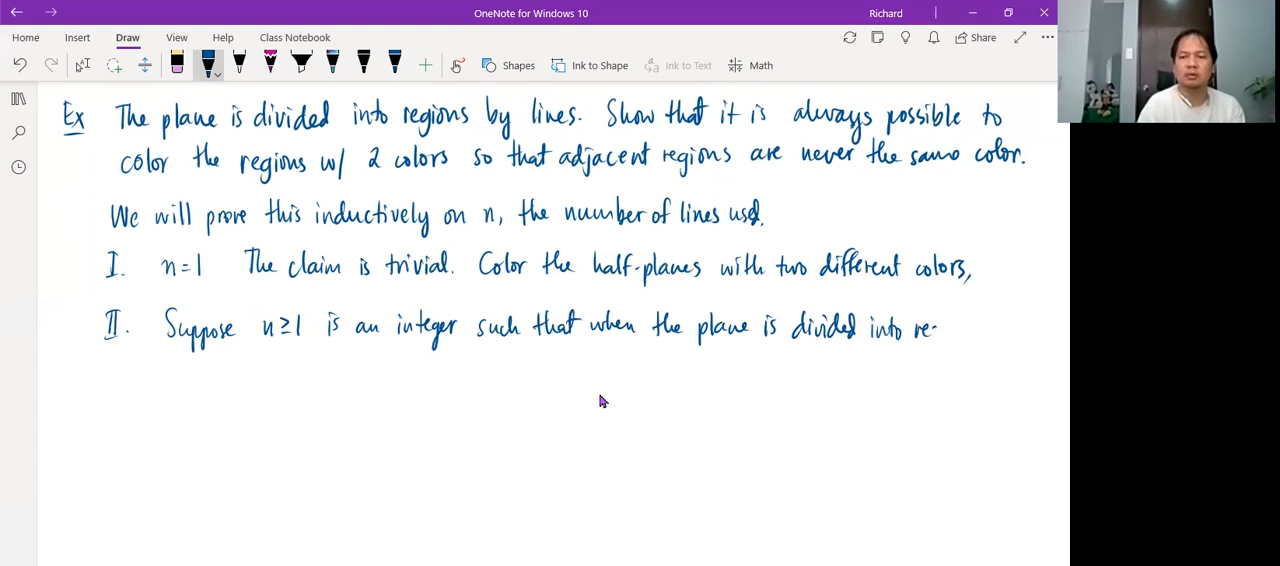 OneNote for Windows 10
Richard
Home Insert Draw View Help Class Notebook
Share
Shapes Ink to Shape Ink to Text Math
Ex The plane is divided into regions by lines. Show that it is always possible to
color the regions w/ 2 colors so that adjacent regions are never the same color.
We will prove this inductively on n, the number of lines used.
I. n=1 The claim is trivial. Color the half-planes with two different colors,
II. Suppose n≥1 is an integer such that when the plane is divided into re-